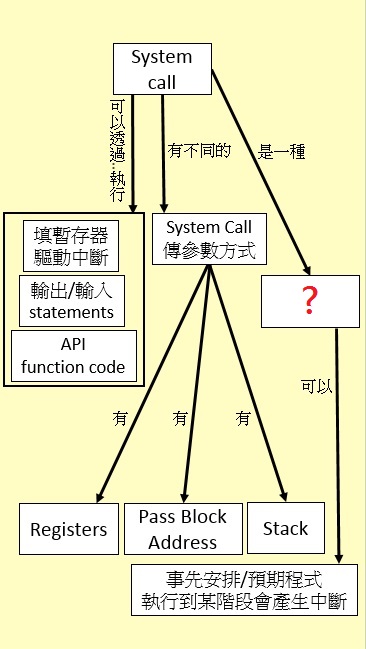 System
call
可以透過…執行
有不同的
是一種
填暫存器
驅動中斷
輸出/輸入
statements
API
function code
System Call
傳參數方式
?
可以
有
有
有
Registers
Pass Block
Address
Stack
事先安排/預期程式
執行到某階段會產生中斷